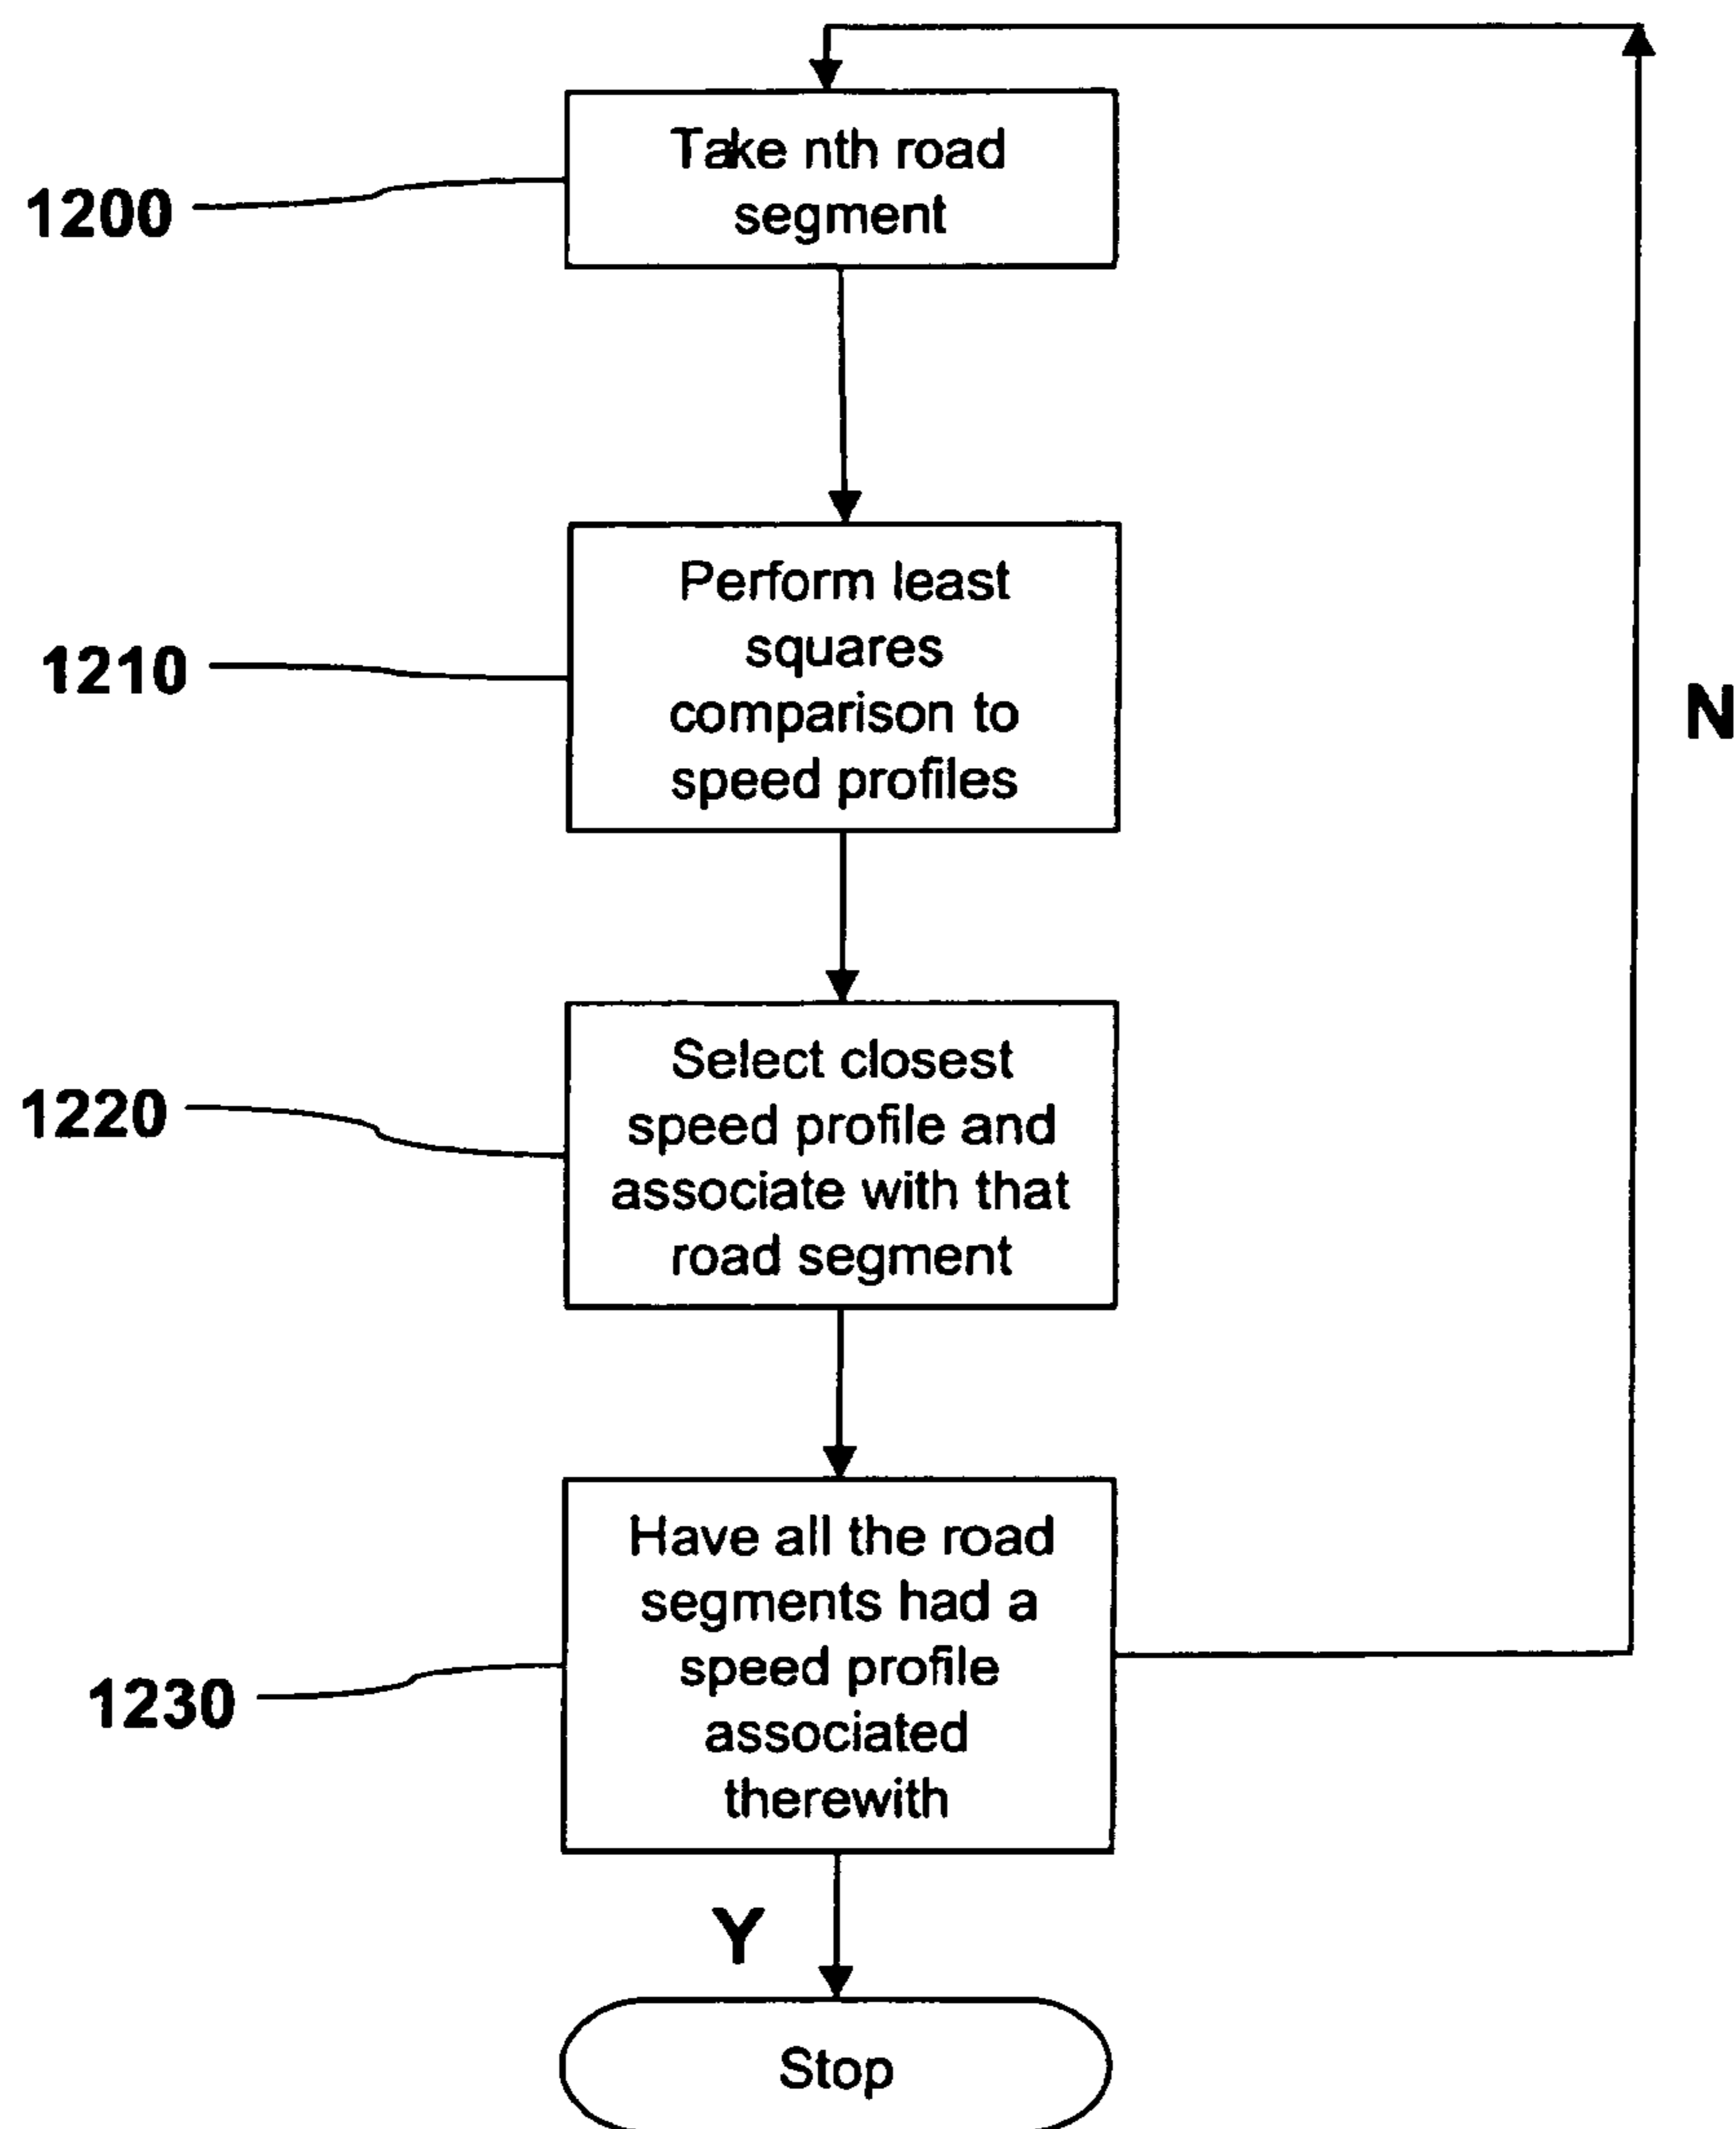 Take nth road
segment
1200
Perform least
squares
comparison to
speed profiles
1210
N
Select closest
speed profile and
associate with that
road segment
1220
Have all the road
segments had a
speed profile
associated
therewith
1230
Y
Stop